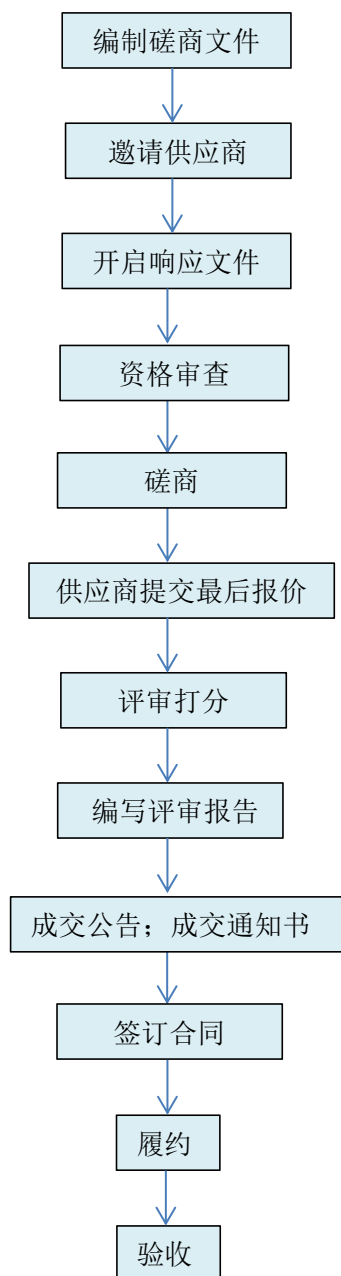 编制磋商文件
邀请供应商
开启响应文件
资格审查
磋商
供应商提交最后报价
评审打分
编写评审报告
成交公告；成交通知书
签订合同
履约
验收